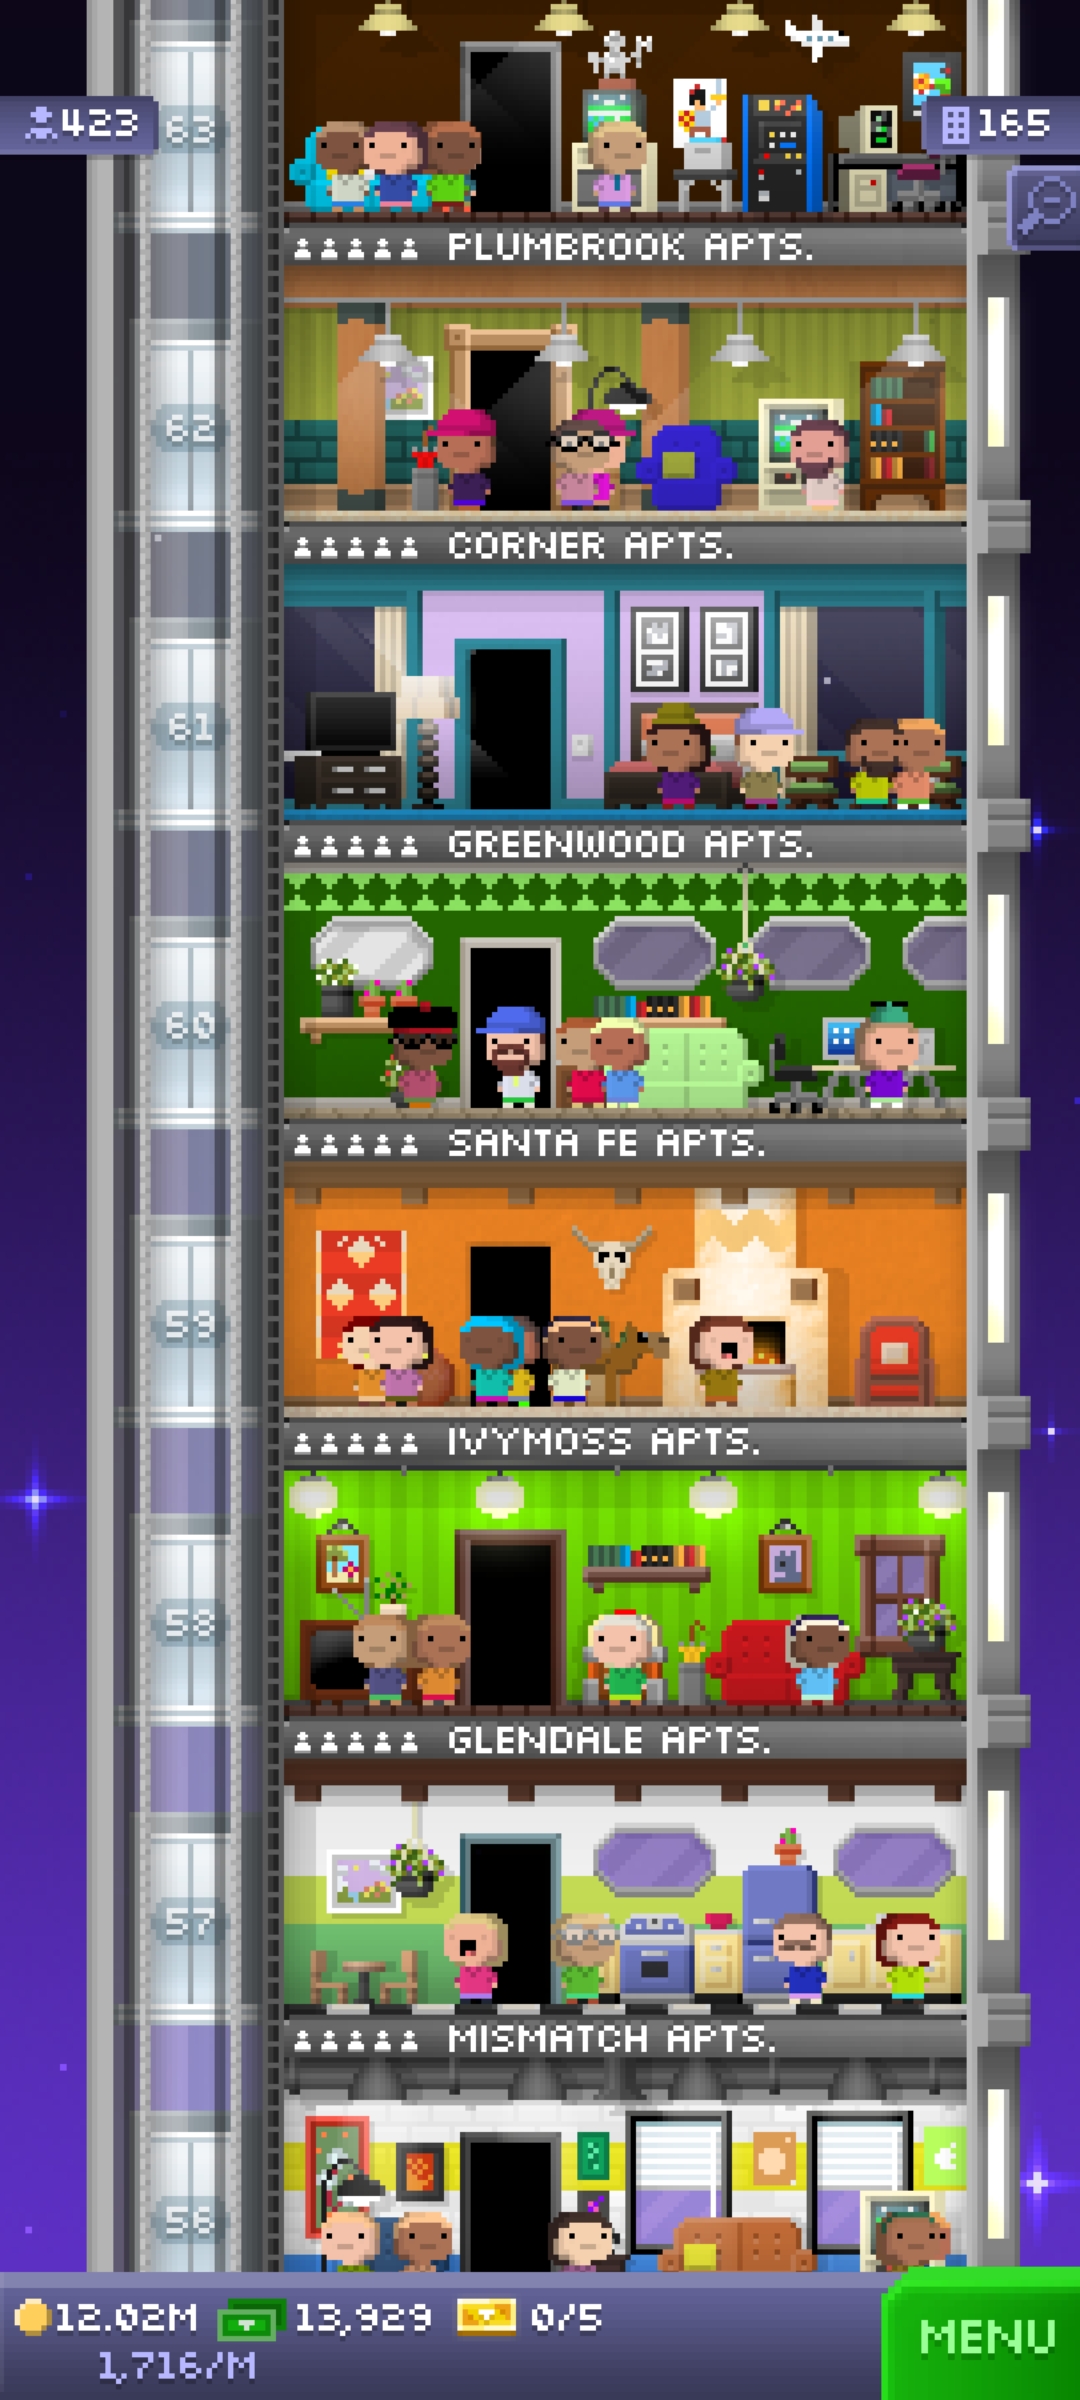 423
63
165
PLUMBROOK APTS.
62
CORNER APTS.
61
GREENWOOD APTS.
60
SANTA FE APTS.
59
IVYMOSS APTS.
58
GLENDALE APTS.
57
MISMATCH APTS.
56
12.02M 13,929 0/5
1,716/M
MENU